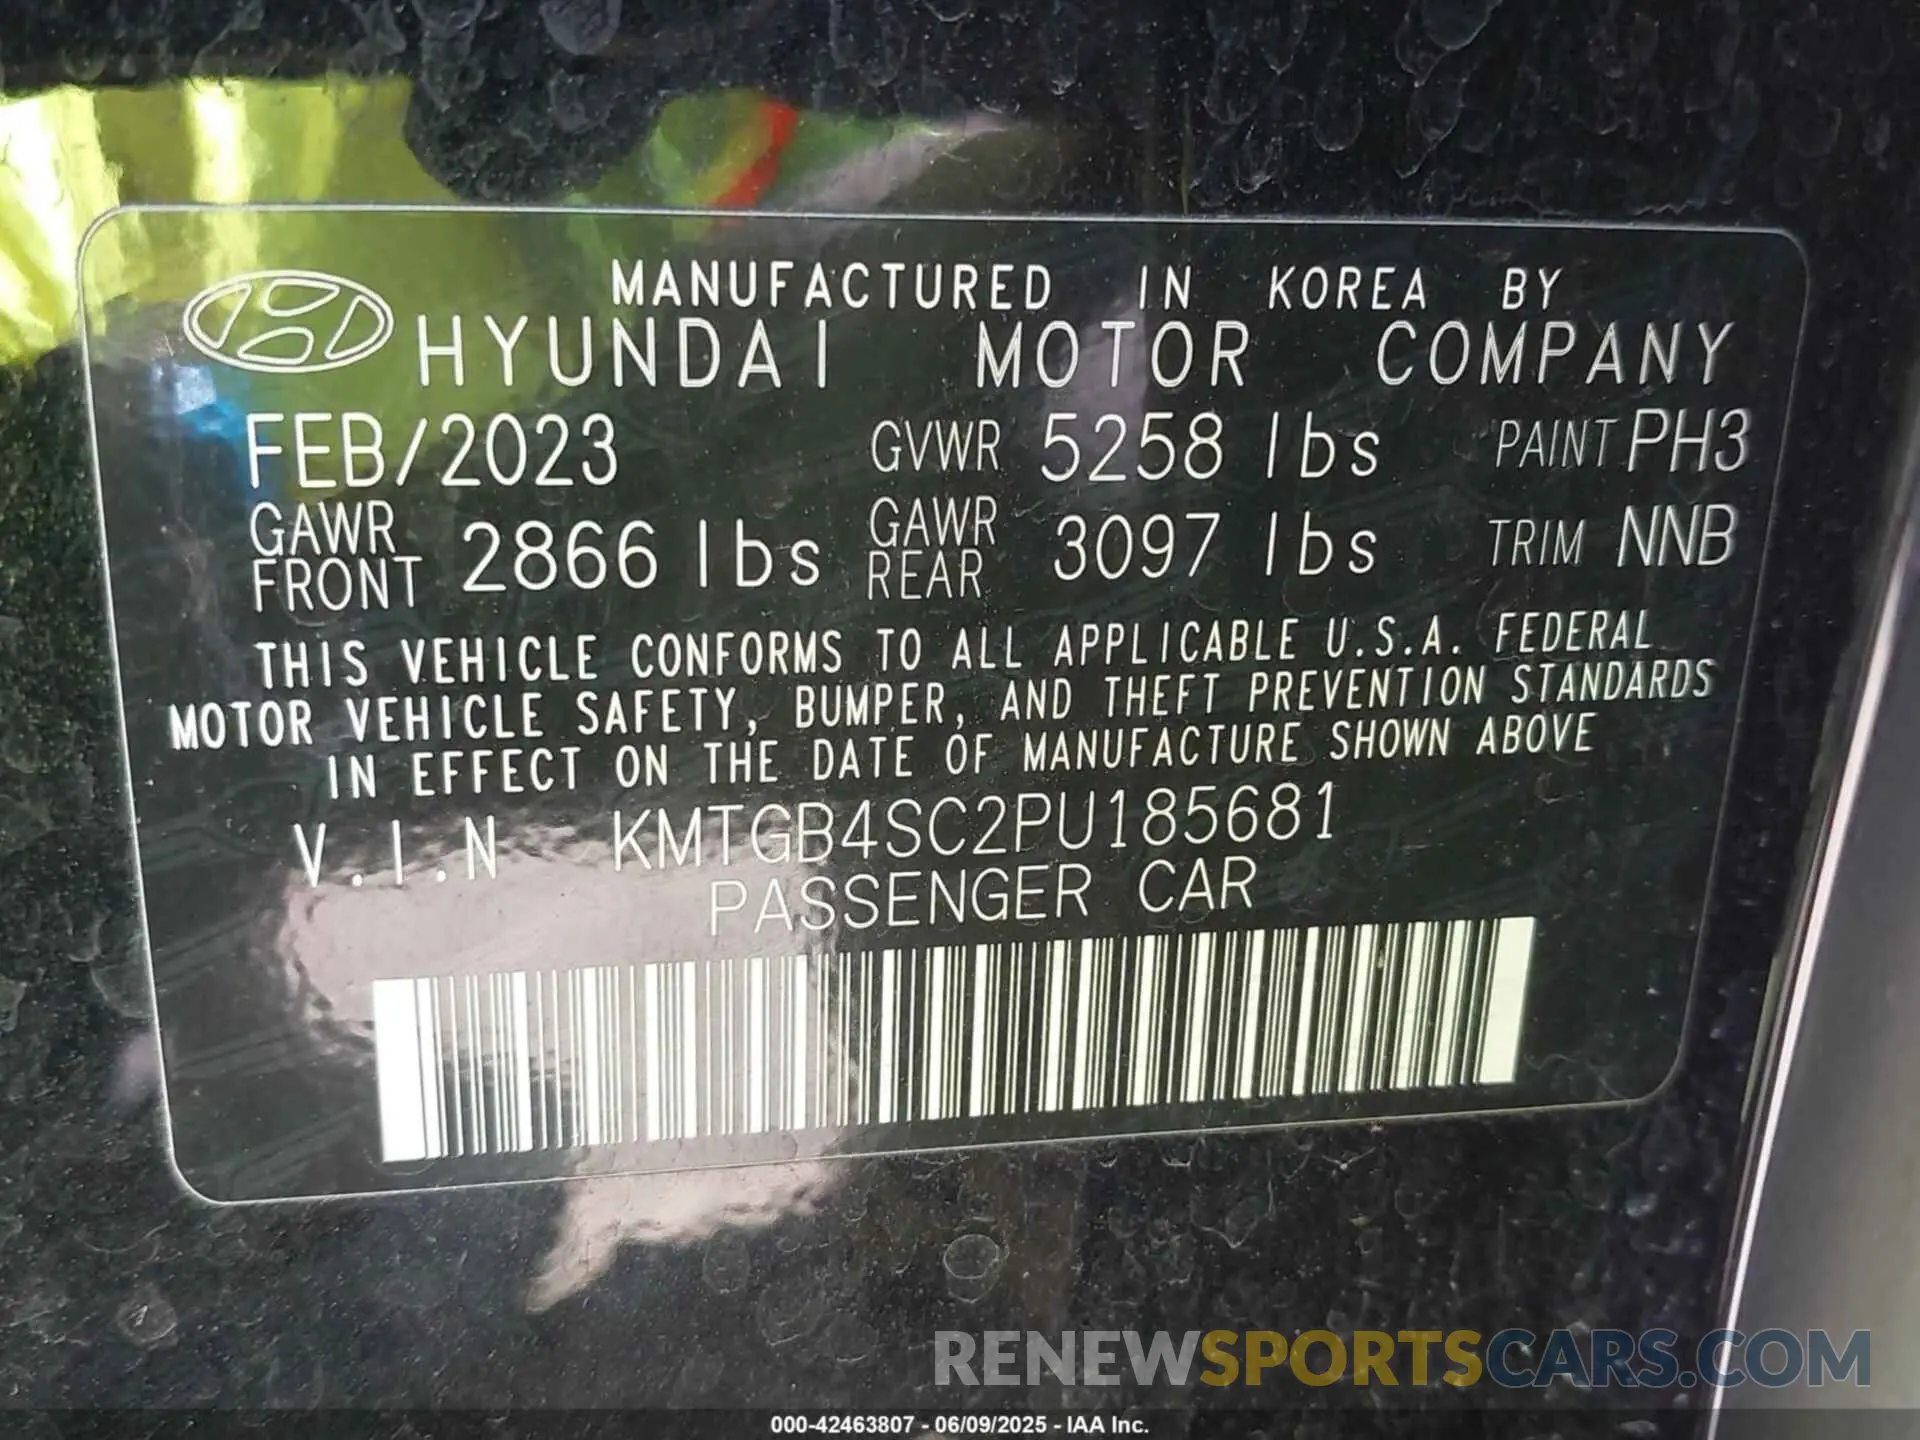 MANUFACTURED IN KOREA BY
HYUNDAI MOTOR COMPANY
FEB/2023 GVWR 5258 lbs PAINT PH3
GAWR FRONT 2866 lbs GAWR REAR 3097 lbs TRIM NNB
THIS VEHICLE CONFORMS TO ALL APPLICABLE U.S.A. FEDERAL
MOTOR VEHICLE SAFETY, BUMPER, AND THEFT PREVENTION STANDARDS
IN EFFECT ON THE DATE OF MANUFACTURE SHOWN ABOVE
V.I.N KMTGB4SC2PU185681
PASSENGER CAR
RENEWSPORTSCARS.COM
000-42463807 - 06/09/2025 - IAA Inc.